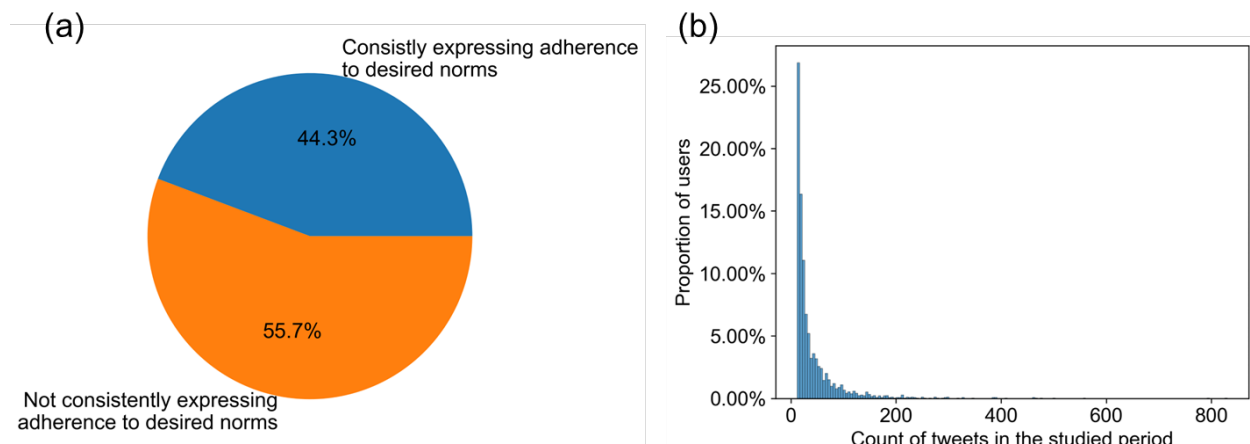 (a)
Consistly expressing adherence
to desired norms
44.3%
55.7%
Not consistently expressing
adherence to desired norms
(b)
25.00%
20.00%
15.00%
10.00%
5.00%
0.00%
Proportion of users
0
200
400
600
800
Count of tweets in the studied period